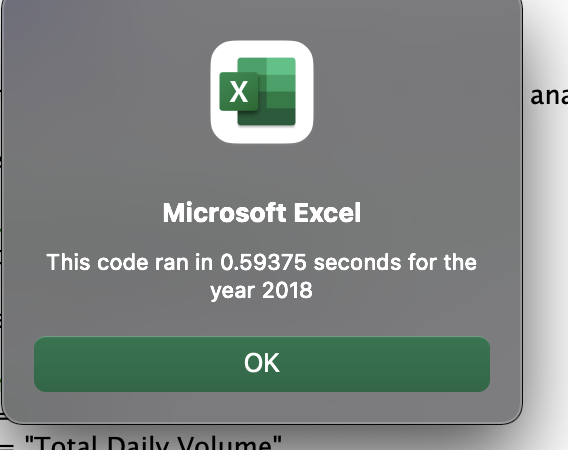 X
ana
Microsoft Excel
This code ran in 0.59375 seconds for the
year 2018
OK
= "Total Daily Volume"